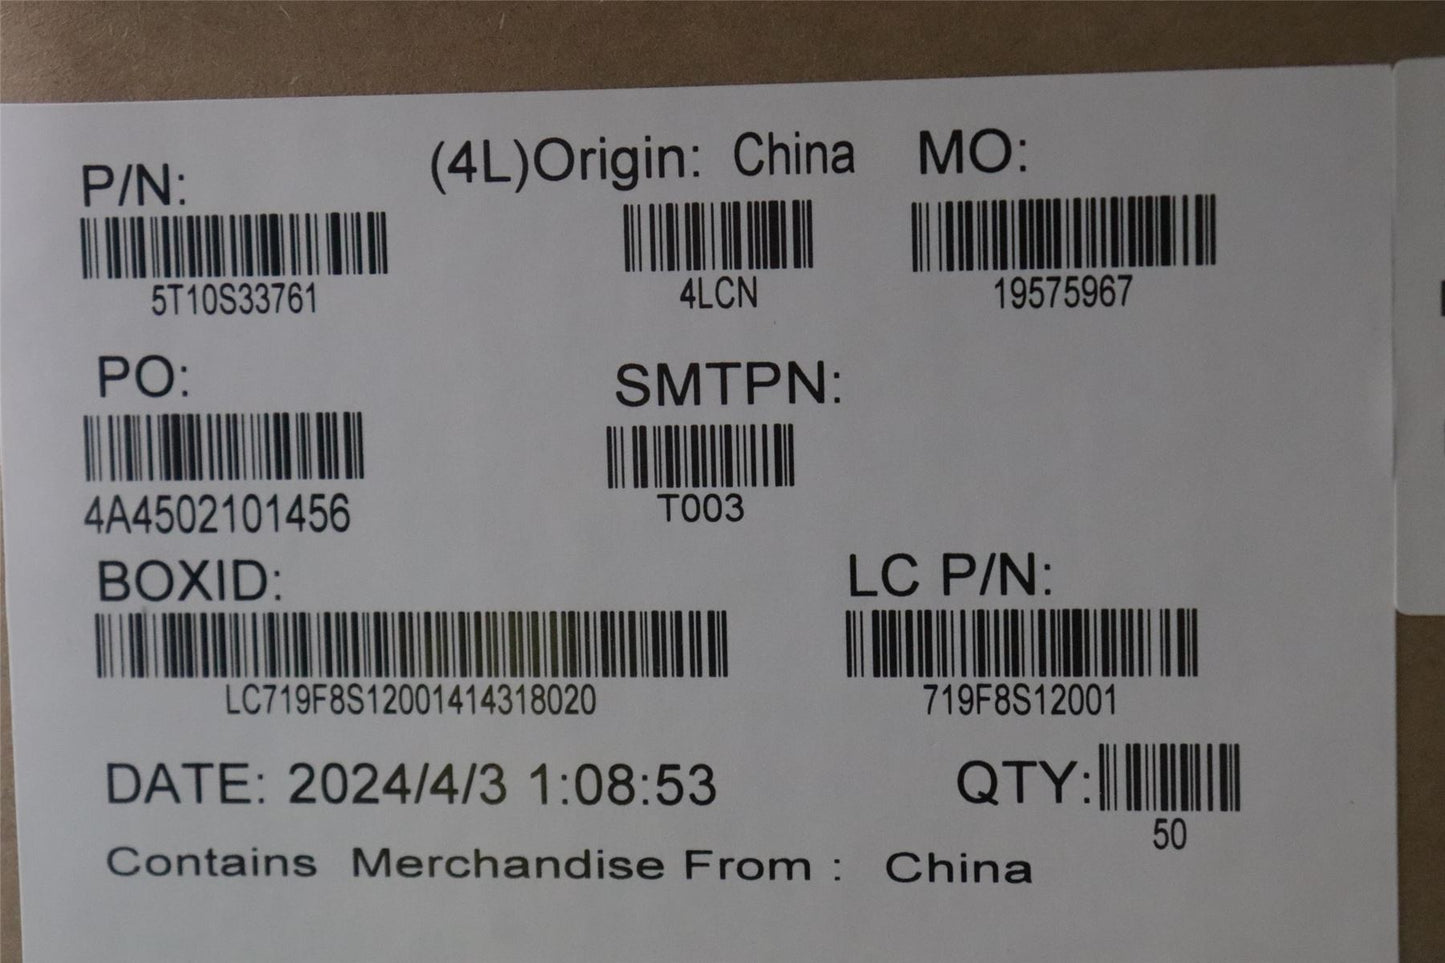 P/N: (4L)Origin: China MO:
5T10S33761 4LCN 19575967
PO: SMTPN:
4A4502101456 T003
BOXID: LC P/N:
LC719F8S12001414318020 719F8S12001
DATE: 2024/4/3 1:08:53 QTY:
50
Contains Merchandise From : China